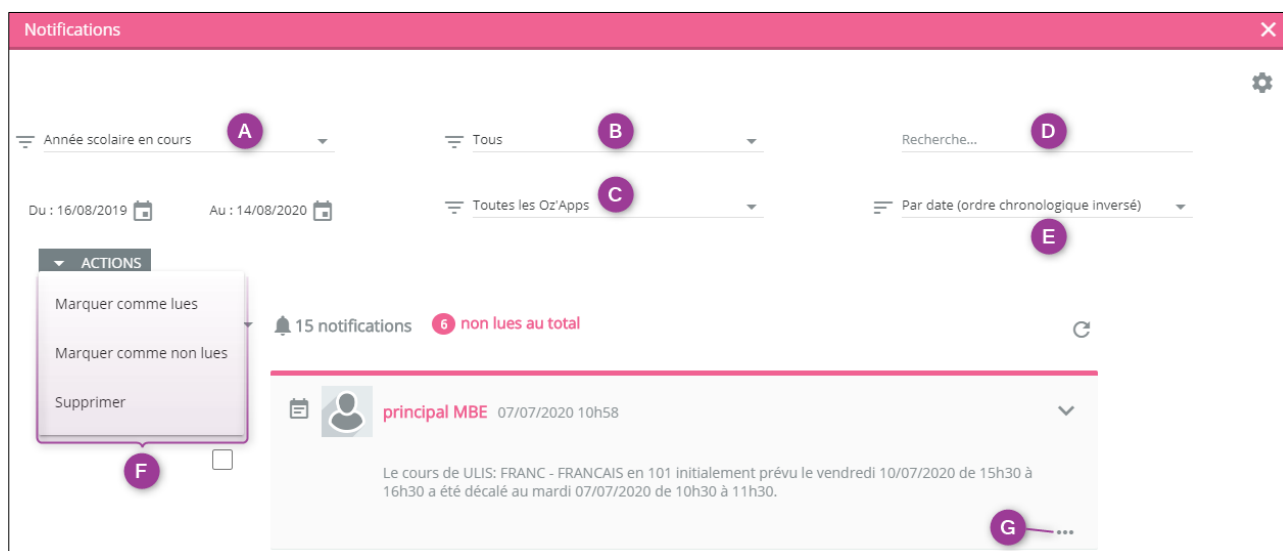 Notifications
Année scolaire en cours
A
Tous
B
Recherche...
D
Du : 16/08/2019
Au : 14/08/2020
Toutes les Oz'Apps
C
Par date (ordre chronologique inversé)
E
ACTIONS
Marquer comme lues
Marquer comme non lues
Supprimer
F
15 notifications
6 non lues au total
principal MBE 07/07/2020 10h58
Le cours de ULIS: FRANC - FRANCAIS en 101 initialement prévu le vendredi 10/07/2020 de 15h30 à
16h30 a été décalé au mardi 07/07/2020 de 10h30 à 11h30.
G